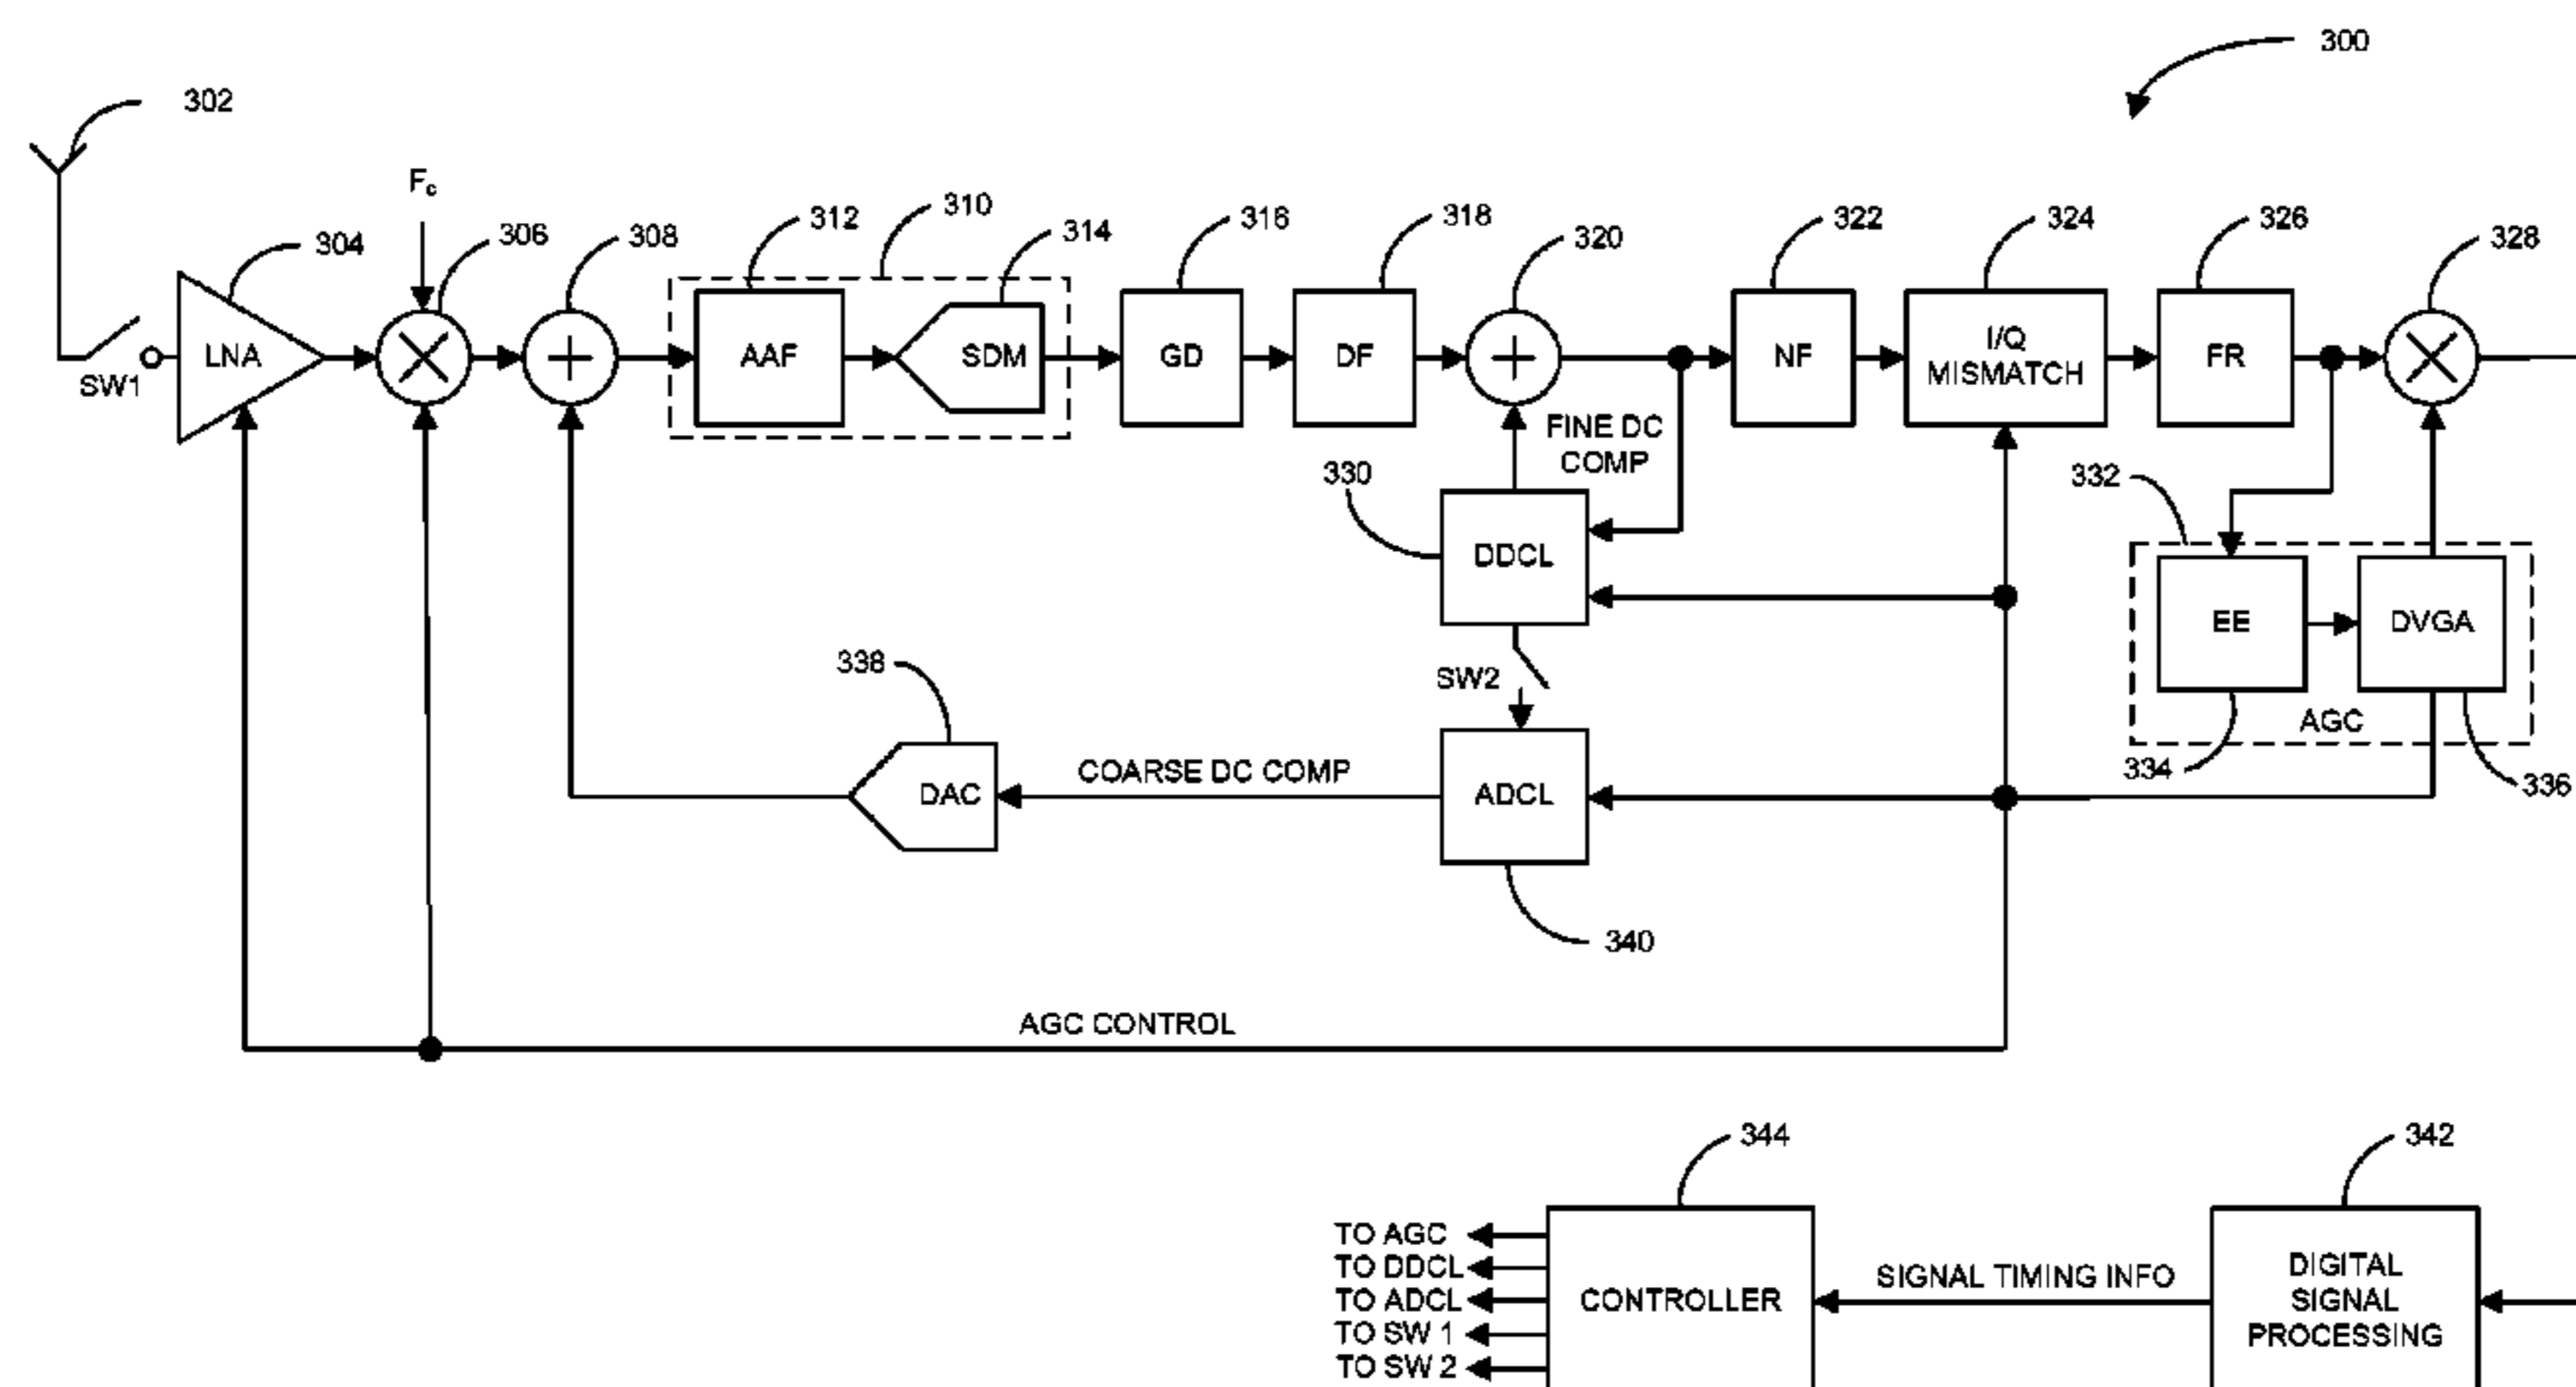 300
302
Fc
304
306
308
312
310
314
316
318
320
322
324
326
328
SW1
LNA
AAF
SDM
GD
DF
NF
I/Q
MISMATCH
FR
FINE DC
COMP
330
332
DDCL
EE
DVGA
SW2
AGC
334
336
338
DAC
COARSE DC COMP
ADCL
340
AGC CONTROL
344
342
TO AGC
TO DDCL
TO ADCL
TO SW 1
TO SW 2
CONTROLLER
SIGNAL TIMING INFO
DIGITAL
SIGNAL
PROCESSING